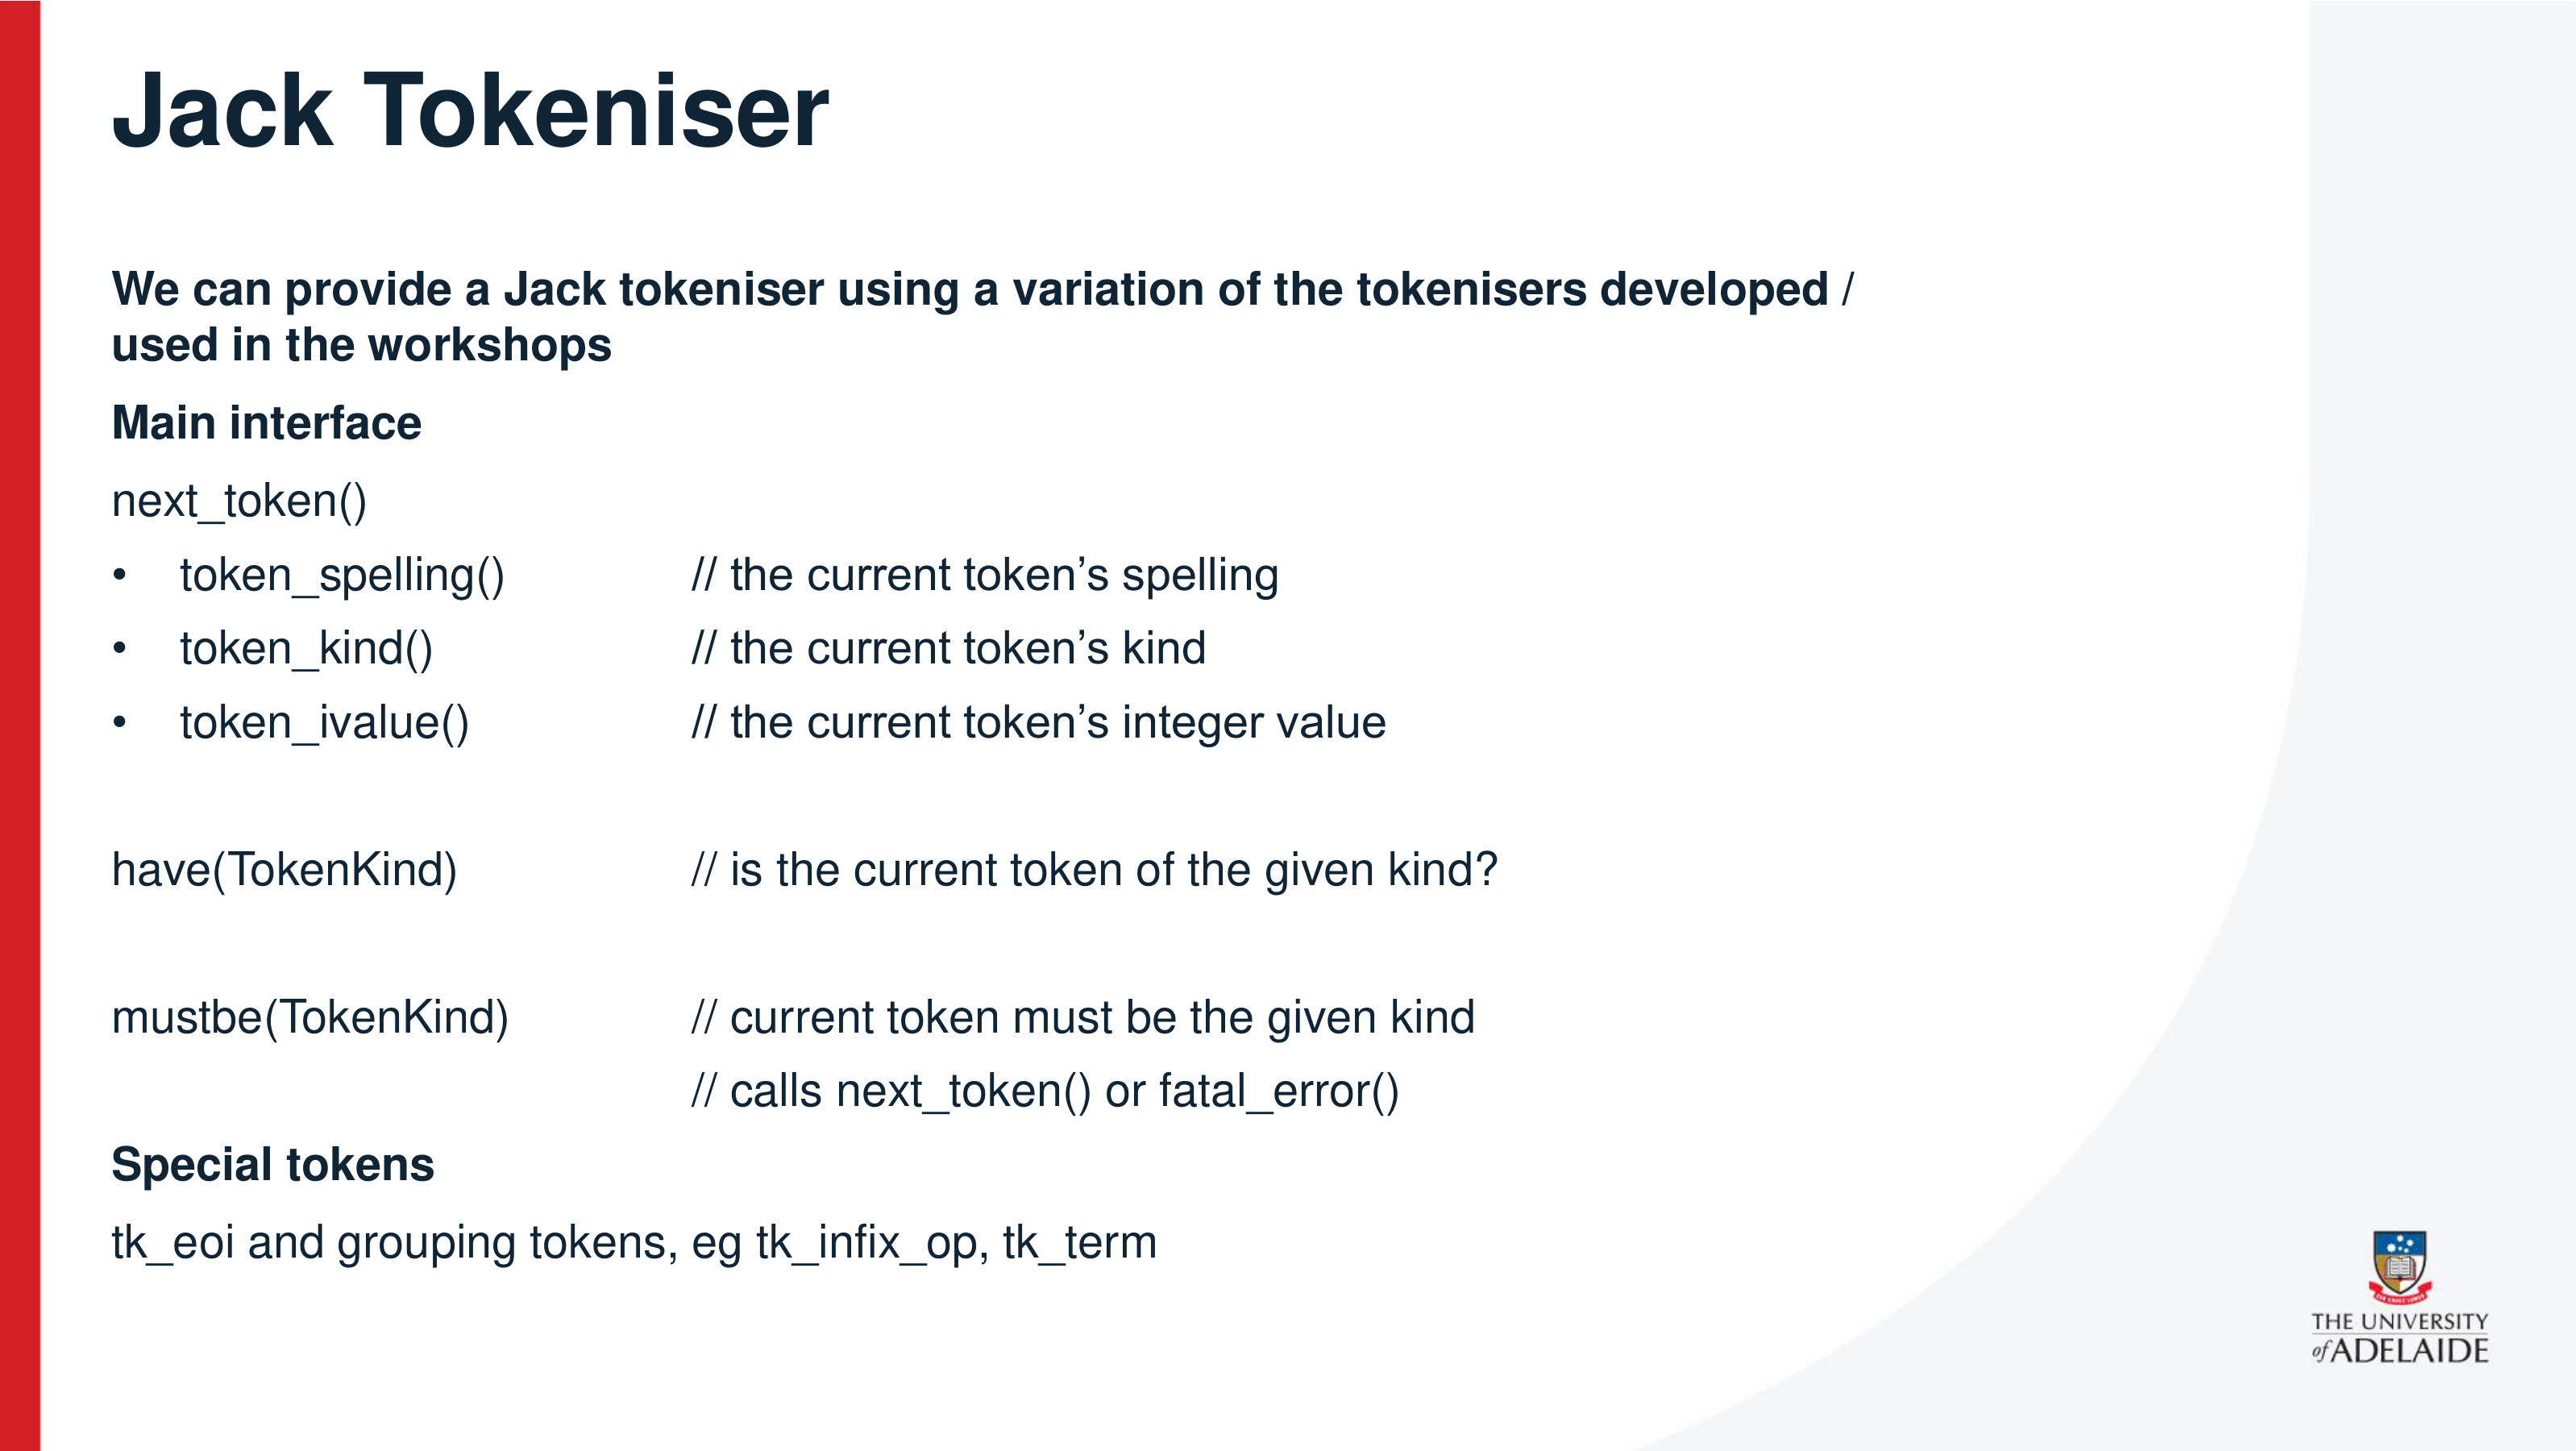 Jack Tokeniser
We can provide a Jack tokeniser using a variation of the tokenisers developed /
used in the workshops
Main interface
next_token()
• token_spelling() // the current token’s spelling
• token_kind() // the current token’s kind
• token_ivalue() // the current token’s integer value
have(TokenKind) // is the current token of the given kind?
mustbe(TokenKind) // current token must be the given kind
// calls next_token() or fatal_error()
Special tokens
tk_eoi and grouping tokens, eg tk_infix_op, tk_term
THE UNIVERSITY
of ADELAIDE